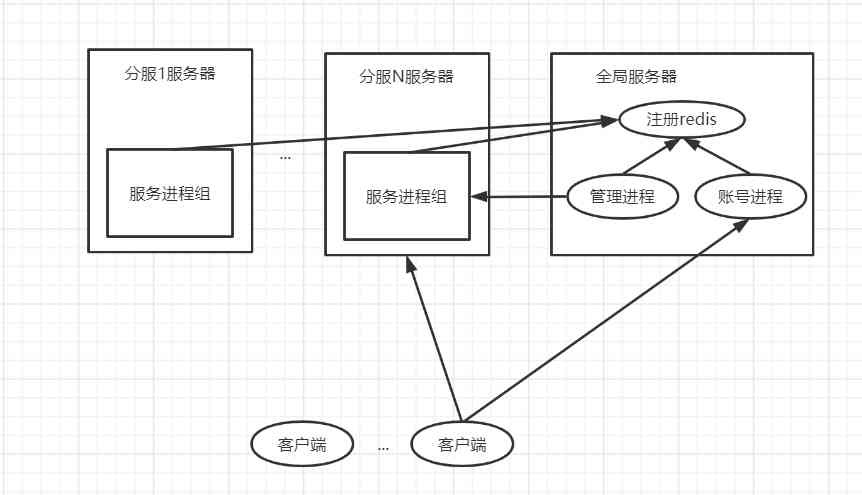 分服1服务器
分服N服务器
全局服务器
注册redis
...
服务进程组
服务进程组
管理进程
账号进程
客户端
...
客户端